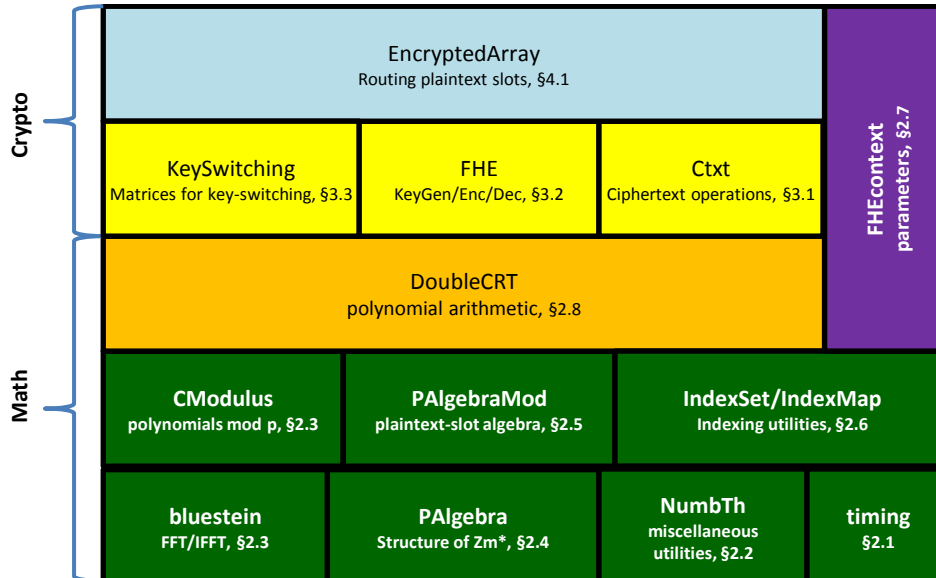 EncryptedArray
Routing plaintext slots, §4.1
Crypto
KeySwitching
Matrices for key-switching, §3.3
FHE
KeyGen/Enc/Dec, §3.2
Ctxt
Ciphertext operations, §3.1
FHEcontext
parameters, §2.7
DoubleCRT
polynomial arithmetic, §2.8
Math
CModulus
polynomials mod p, §2.3
PAlgebraMod
plaintext-slot algebra, §2.5
IndexSet/IndexMap
Indexing utilities, §2.6
bluestein
FFT/IFFT, §2.3
PAlgebra
Structure of Zm*, §2.4
NumbTh
miscellaneous
utilities, §2.2
timing
§2.1